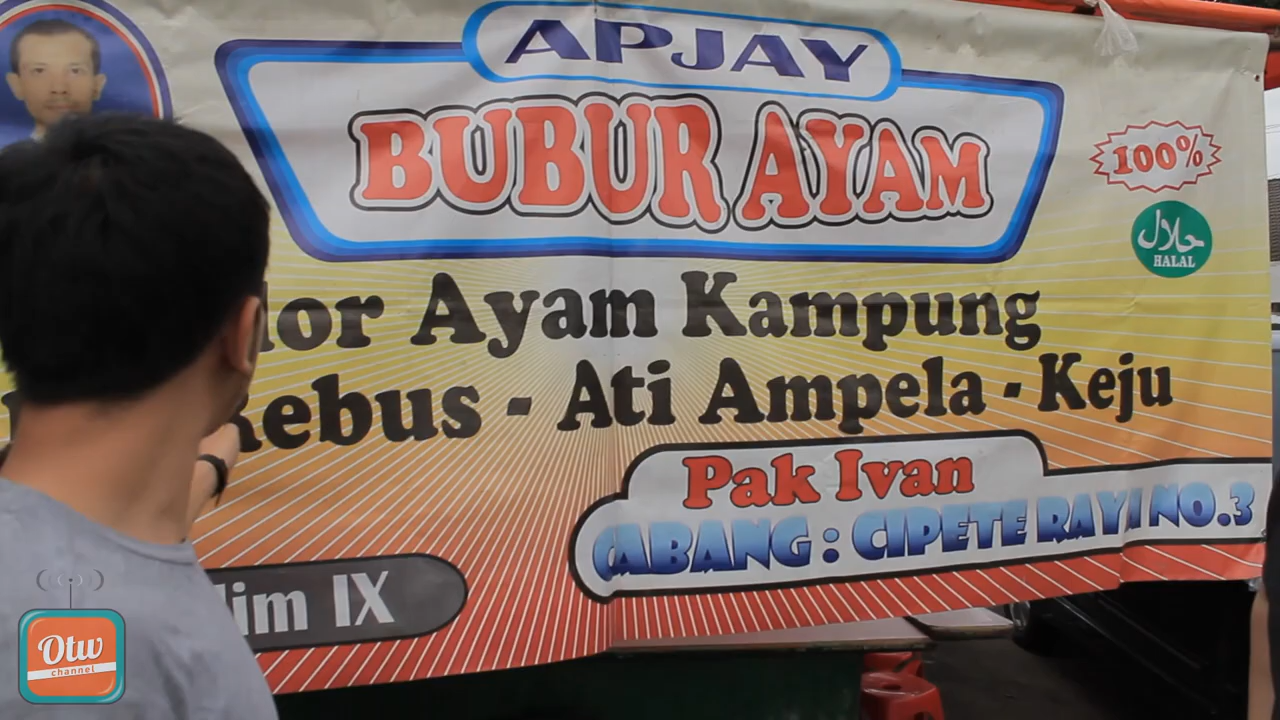 APJAY
BUBUR AYAM
100%
حلال
HALAL
Ayam Kampung
Rebus - Ati Ampela - Keju
Pak Ivan
CABANG : CIPETE RAYA NO.3
IX
Otw
channel